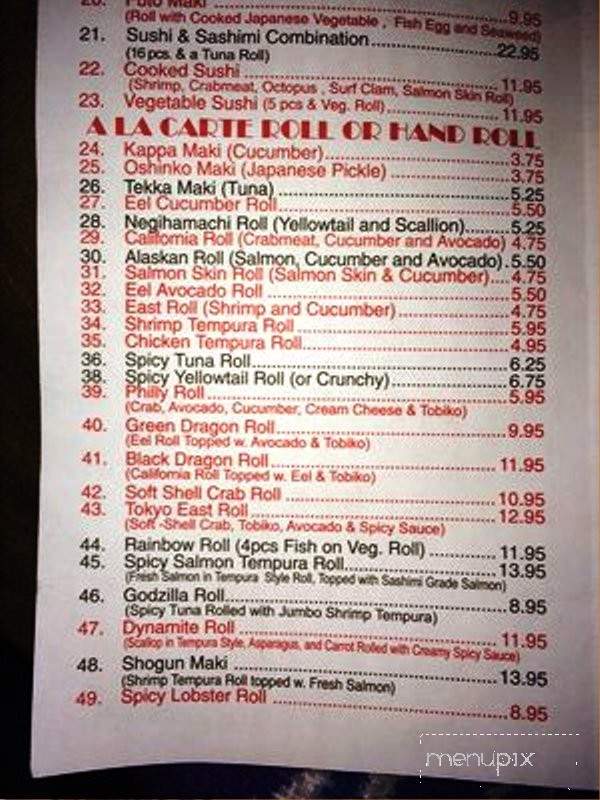 20. Futo Maki 9.95
(Roll with Cooked Japanese Vegetable , Fish Egg and Seaweed)
21. Sushi & Sashimi Combination 22.95
(16 pcs. & a Tuna Roll)
22. Cooked Sushi 11.95
(Shrimp, Crabmeat, Octopus , Surf Clam, Salmon Skin Roll)
23. Vegetable Sushi (5 pcs & Veg. Roll) 11.95
A LA CARTE ROLL OR HAND ROLL
24. Kappa Maki (Cucumber) 3.75
25. Oshinko Maki (Japanese Pickle) 3.75
26. Tekka Maki (Tuna) 5.25
27. Eel Cucumber Roll 5.50
28. Negihamachi Roll (Yellowtail and Scallion) 5.25
29. California Roll (Crabmeat, Cucumber and Avocado) 4.75
30. Alaskan Roll (Salmon, Cucumber and Avocado) 5.50
31. Salmon Skin Roll (Salmon Skin & Cucumber) 4.75
32. Eel Avocado Roll 5.50
33. East Roll (Shrimp and Cucumber) 4.75
34. Shrimp Tempura Roll 5.95
35. Chicken Tempura Roll 4.95
36. Spicy Tuna Roll 6.25
38. Spicy Yellowtail Roll (or Crunchy) 6.75
39. Philly Roll 5.95
(Crab, Avocado, Cucumber, Cream Cheese & Tobiko)
40. Green Dragon Roll 9.95
(Eel Roll Topped w. Avocado & Tobiko)
41. Black Dragon Roll 11.95
(California Roll Topped w. Eel & Tobiko)
42. Soft Shell Crab Roll 10.95
43. Tokyo East Roll 12.95
(Soft -Shell Crab, Tobiko, Avocado & Spicy Sauce)
44. Rainbow Roll (4pcs Fish on Veg. Roll) 11.95
45. Spicy Salmon Tempura Roll 13.95
(Fresh Salmon in Tempura Style Roll, Topped with Sashimi Grade Salmon)
46. Godzilla Roll 8.95
(Spicy Tuna Rolled with Jumbo Shrimp Tempura)
47. Dynamite Roll 11.95
(Scallop in Tempura Style, Asparagus, and Carrot Rolled with Creamy Spicy Sauce)
48. Shogun Maki 13.95
(Shrimp Tempura Roll topped w. Fresh Salmon)
49. Spicy Lobster Roll 8.95
menupix